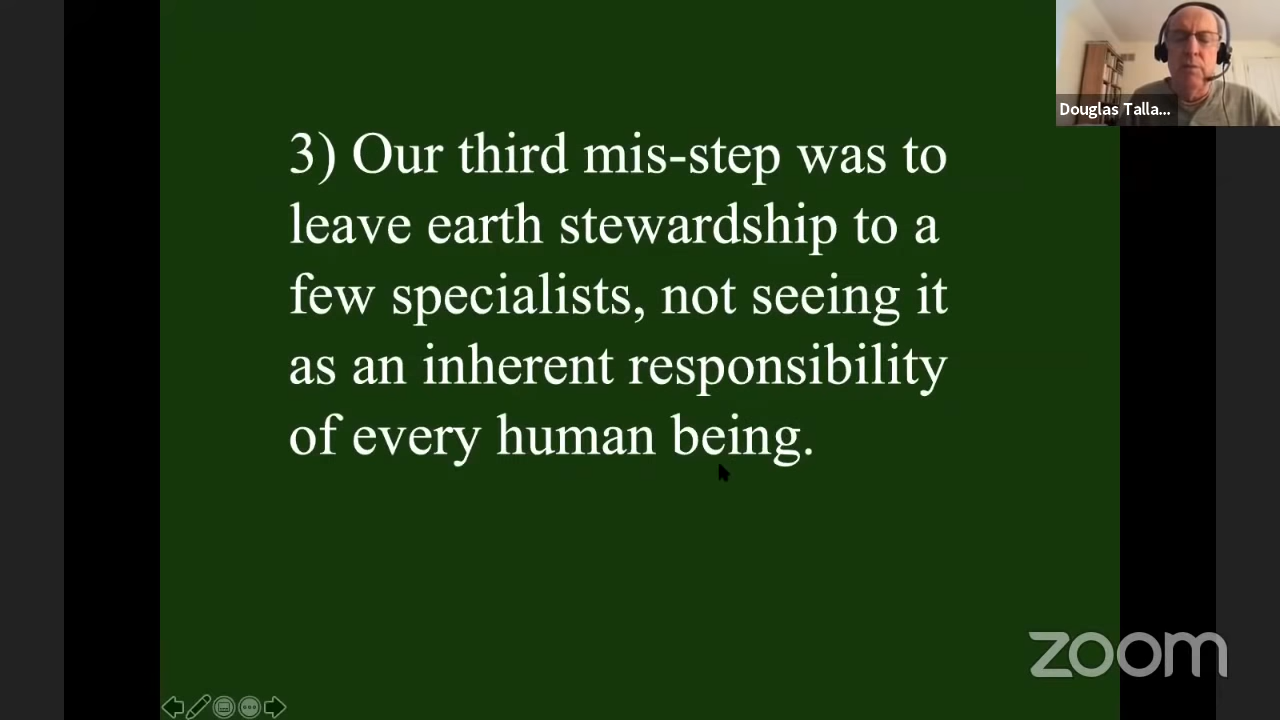 Douglas Talla...
3) Our third mis-step was to
leave earth stewardship to a
few specialists, not seeing it
as an inherent responsibility
of every human being.
zoom